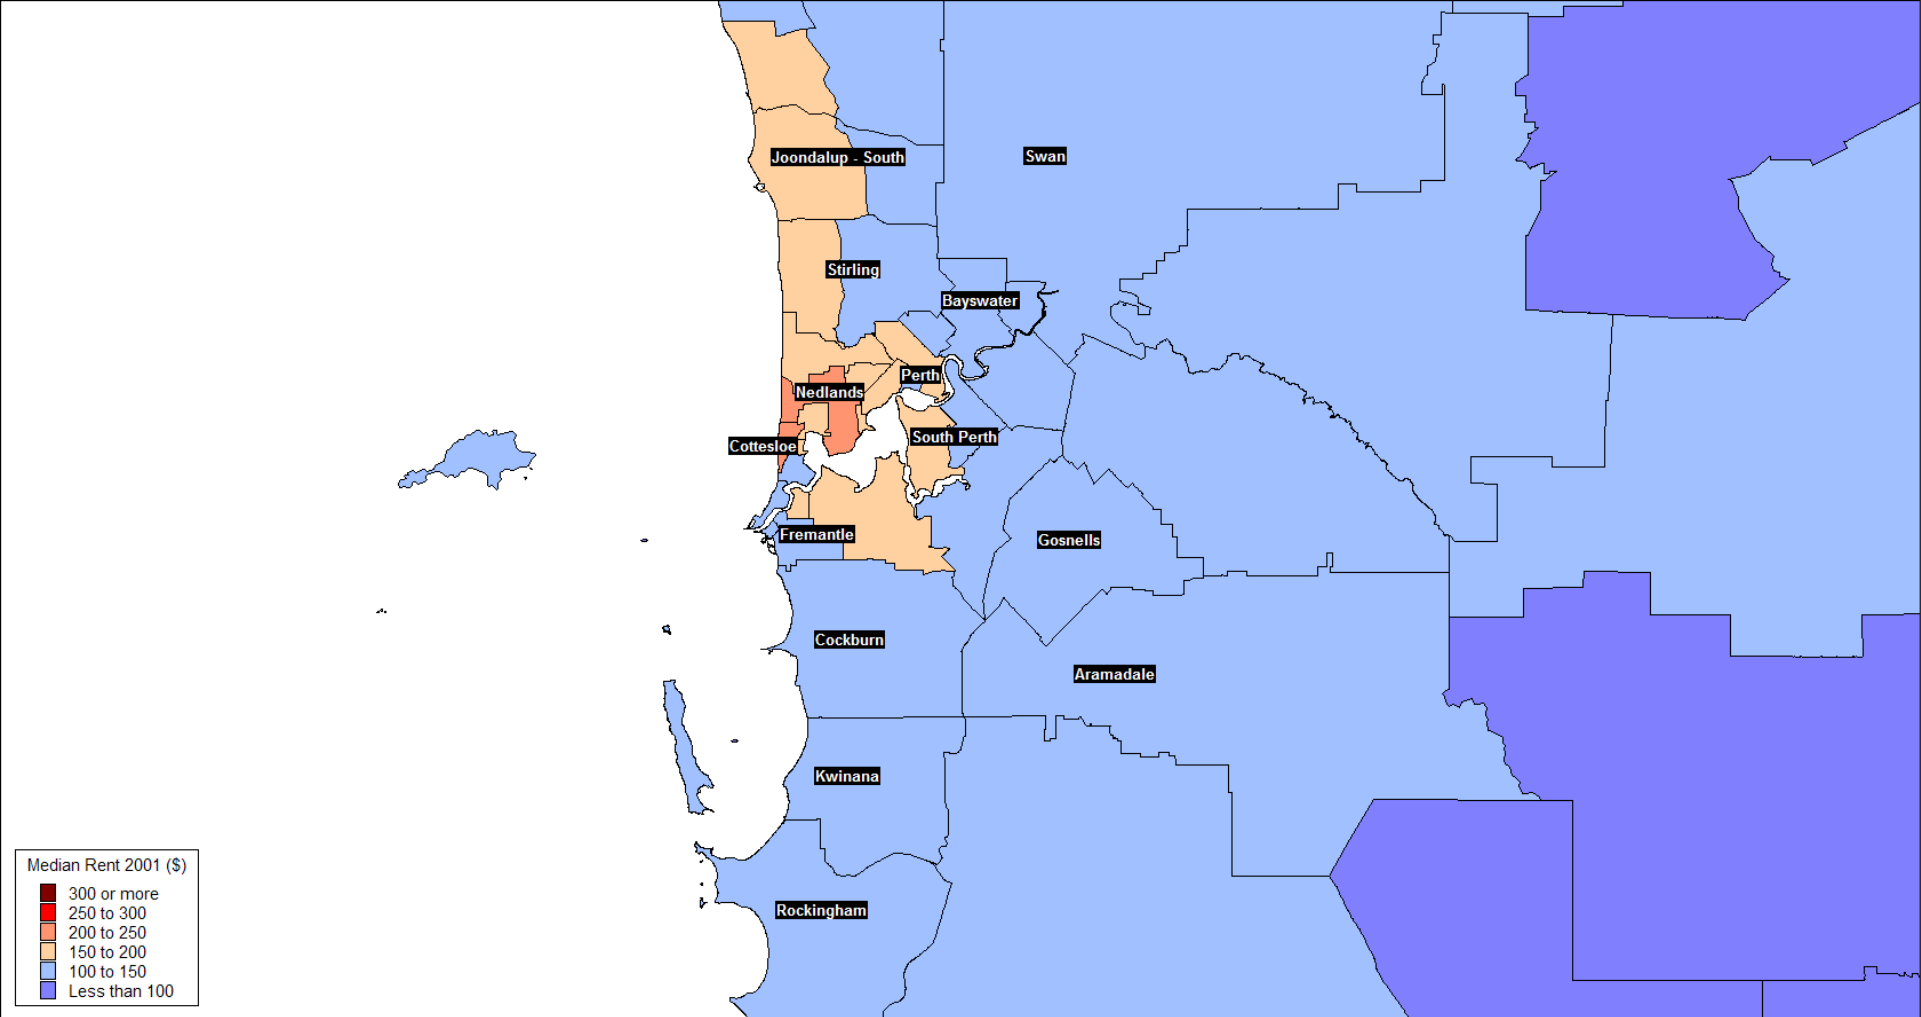 Joondalup - South
Swan
Stirling
Bayswater
Perth
Nedlands
South Perth
Cottesloe
Fremantle
Gosnells
Cockburn
Aramadale
Kwinana
Rockingham
Median Rent 2001 ($)
300 or more
250 to 300
200 to 250
150 to 200
100 to 150
Less than 100